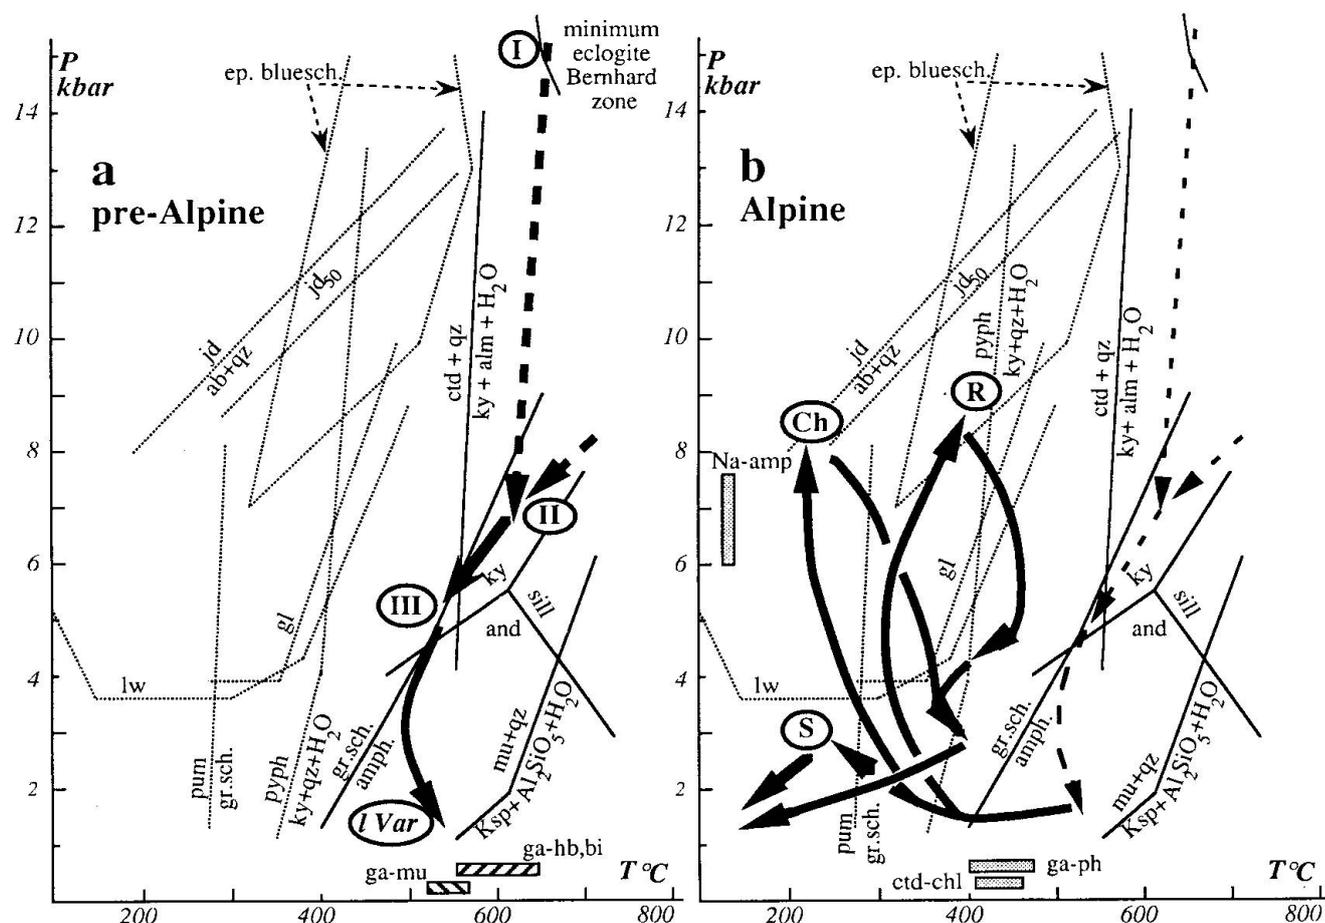 P
kbar
14
12
10
8
6
4
2
a
pre-Alpine
ep. bluesch.
I
minimum
eclogite
Bernhard
zone
jd
ab+qz
jd50
ctd + qz
ky + alm + H2O
II
III
ky
sill
and
gl
lw
pum
gr.sch.
pyph
ky+qz+H2O
gr.sch.
amph.
mu+qz
Ksp+Al2SiO5+H2O
l Var
ga-hb,bi
ga-mu
T °C
200
400
600
800
P
kbar
14
12
10
8
6
4
2
b
Alpine
ep. bluesch.
jd
ab+qz
jd50
pyph
ky+qz+H2O
ctd + qz
ky+ alm + H2O
Ch
R
Na-amp
gl
ky
sill
and
lw
S
pum
gr.sch.
gr.sch.
amph.
mu+qz
Ksp+Al2SiO5+H2O
ga-ph
ctd-chl
T °C
200
400
600
800